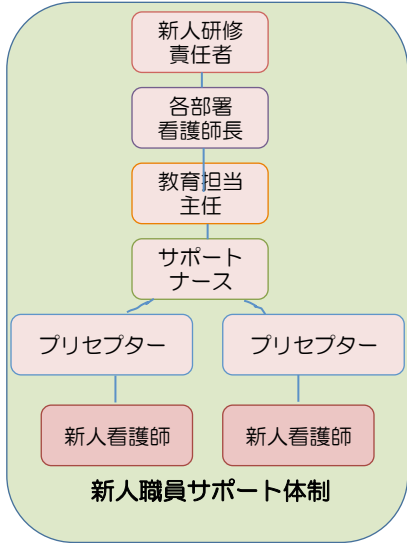 新人研修
責任者
各部署
看護師長
教育担当
主任
サポート
ナース
プリセプター
プリセプター
新人看護師
新人看護師
新人職員サポート体制